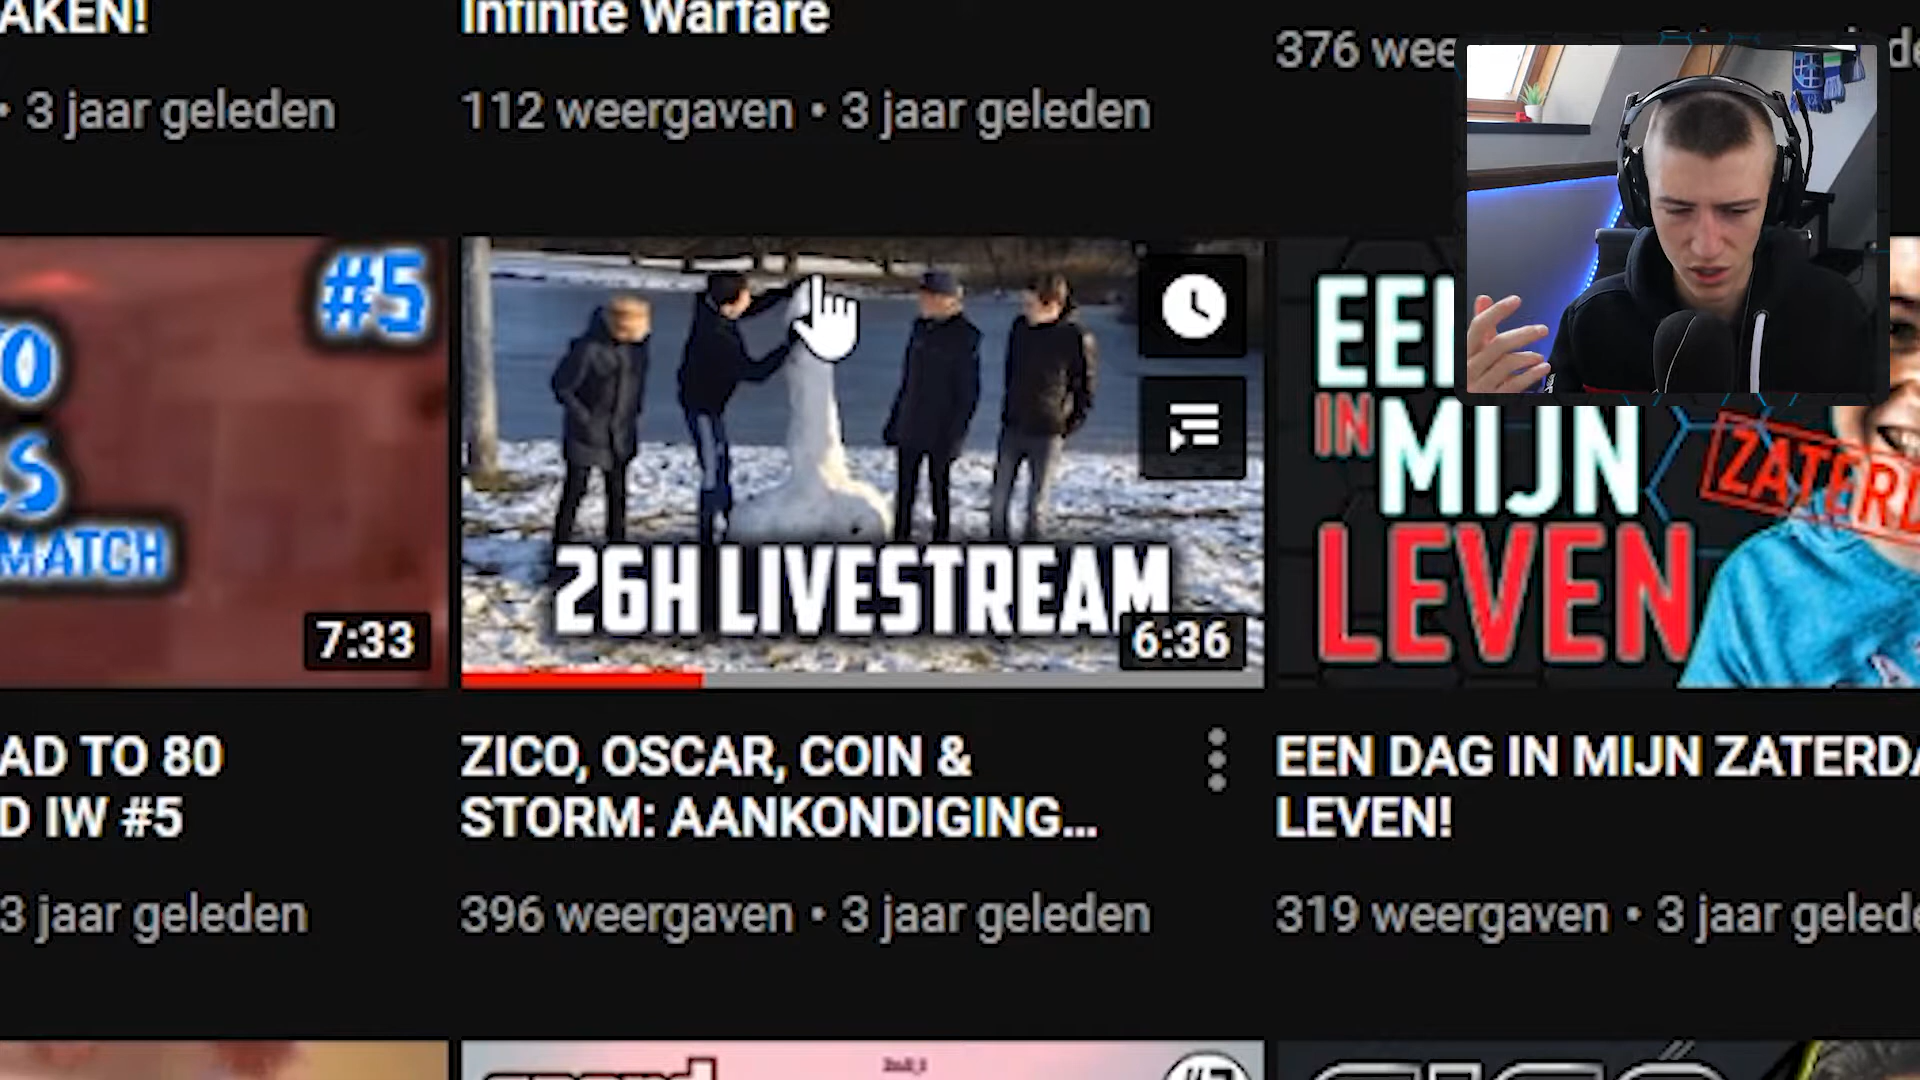 AKEN!
• 3 jaar geleden
Infinite Warfare
112 weergaven • 3 jaar geleden
376 wee
#5
MATCH
7:33
AD TO 80
D IW #5
3 jaar geleden
26H LIVESTREAM
6:36
ZICO, OSCAR, COIN &
STORM: AANKONDIGING...
396 weergaven • 3 jaar geleden
EE
IN MIJN
LEVEN
ZATERD
EEN DAG IN MIJN ZATERDA
LEVEN!
319 weergaven • 3 jaar gelede